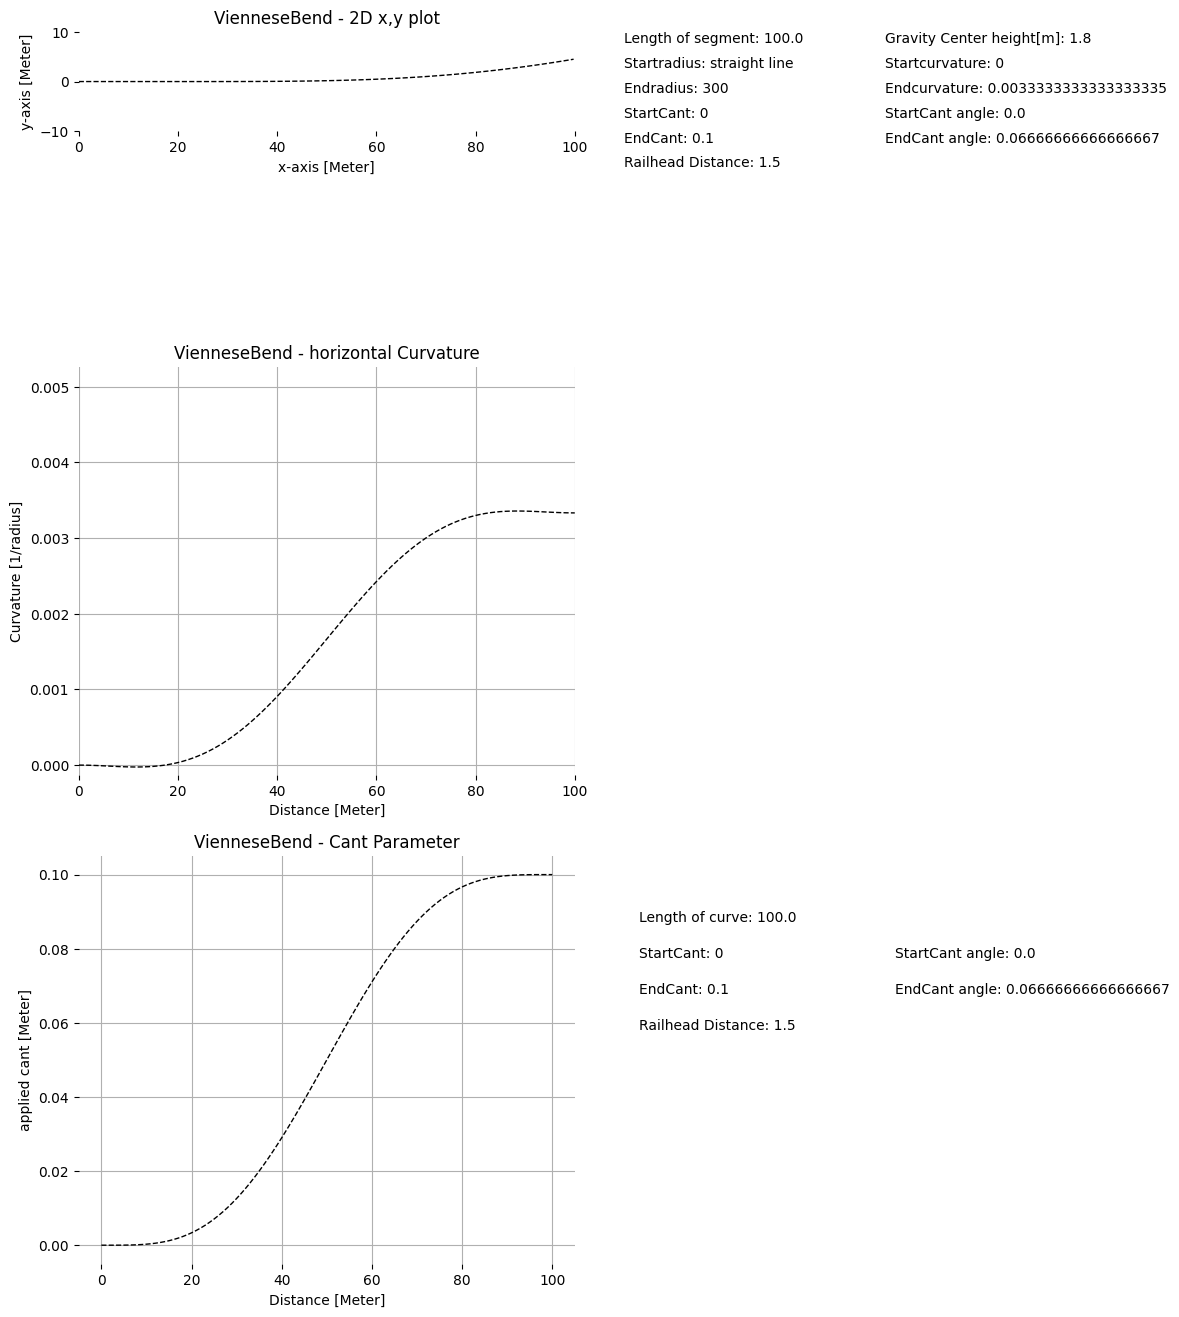 VienneseBend - 2D x,y plot
y-axis [Meter]
10
0
−10
0 20 40 60 80 100
x-axis [Meter]
Length of segment: 100.0 Gravity Center height[m]: 1.8
Startradius: straight line Startcurvature: 0
Endradius: 300 Endcurvature: 0.0033333333333333335
StartCant: 0 StartCant angle: 0.0
EndCant: 0.1 EndCant angle: 0.06666666666666667
Railhead Distance: 1.5
VienneseBend - horizontal Curvature
Curvature [1/radius]
0.005
0.004
0.003
0.002
0.001
0.000
0 20 40 60 80 100
Distance [Meter]
VienneseBend - Cant Parameter
applied cant [Meter]
0.10
0.08
0.06
0.04
0.02
0.00
0 20 40 60 80 100
Distance [Meter]
Length of curve: 100.0
StartCant: 0 StartCant angle: 0.0
EndCant: 0.1 EndCant angle: 0.06666666666666667
Railhead Distance: 1.5